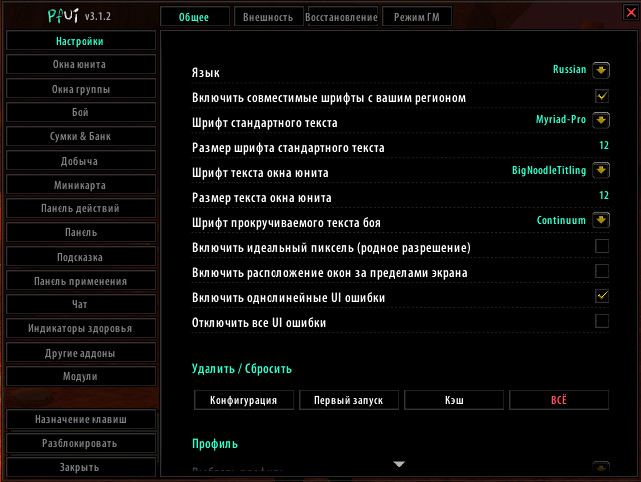 PfUi v3.1.2
Общее
Внешность
Восстановление
Режим ГМ
Настройки
Окна юнита
Окна группы
Бой
Сумки & Банк
Добыча
Миникарта
Панель действий
Панель
Подсказка
Панель применения
Чат
Индикаторы здоровья
Другие аддоны
Модули
Назначение клавиш
Разблокировать
Закрыть
Язык Russian
Включить совместимые шрифты с вашим регионом
Шрифт стандартного текста Myriad-Pro
Размер шрифта стандартного текста 12
Шрифт текста окна юнита BigNoodleTitling
Размер текста окна юнита 12
Шрифт прокручиваемого текста боя Continuum
Включить идеальный пиксель (родное разрешение)
Включить расположение окон за пределами экрана
Включить однолинейные UI ошибки
Отключить все UI ошибки
Удалить / Сбросить
Конфигурация
Первый запуск
Кэш
ВСЁ
Профиль